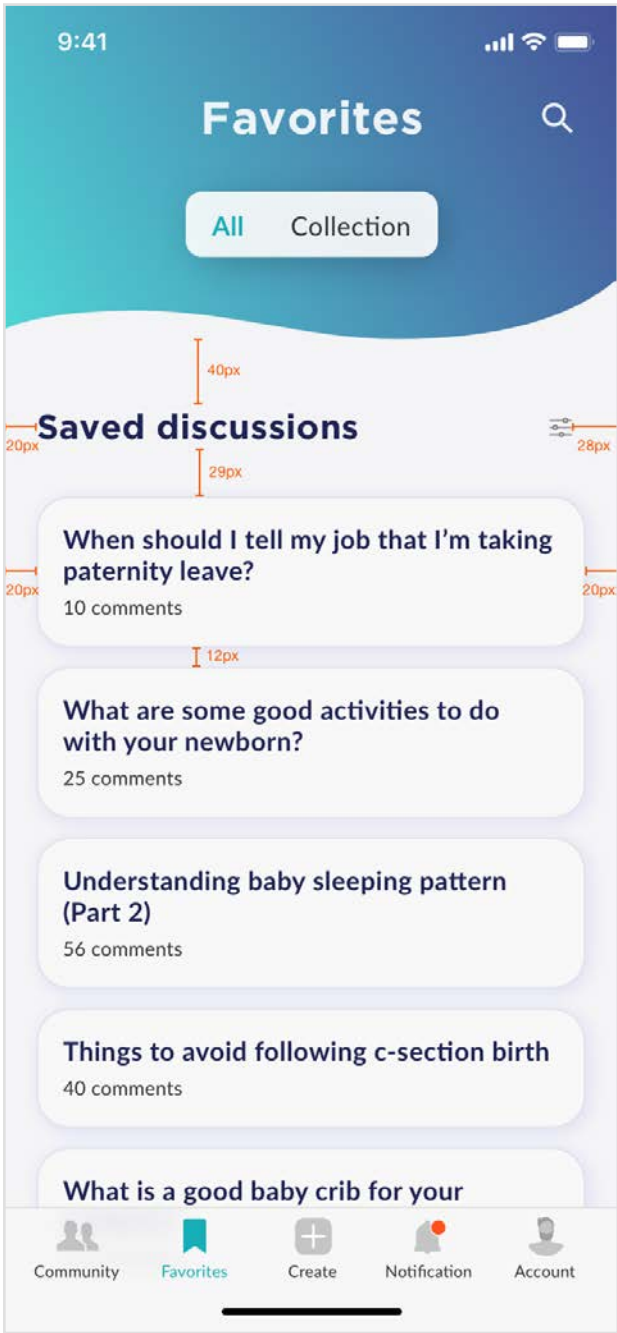 9:41
Favorites
All Collection
40px
Saved discussions
20px
28px
29px
When should I tell my job that I’m taking
paternity leave?
20px
20px
10 comments
12px
What are some good activities to do
with your newborn?
25 comments
Understanding baby sleeping pattern
(Part 2)
56 comments
Things to avoid following c-section birth
40 comments
What is a good baby crib for your
Community Favorites Create Notification Account